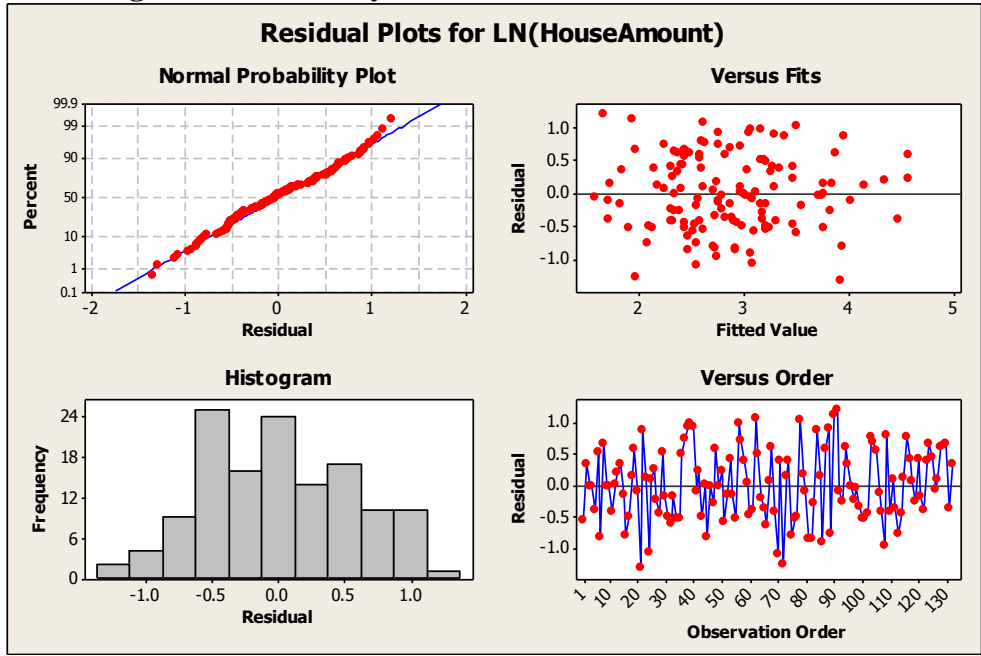 Residual Plots for LN(HouseAmount)
Normal Probability Plot
99.9
99
90
50
10
1
0.1
Percent
-2 -1 0 1 2
Residual
Versus Fits
1.0
0.5
0.0
-0.5
-1.0
Residual
2 3 4 5
Fitted Value
Histogram
24
18
12
6
0
Frequency
-1.0 -0.5 0.0 0.5 1.0
Residual
Versus Order
1.0
0.5
0.0
-0.5
-1.0
Residual
1 10 20 30 40 50 60 70 80 90 100 110 120 130
Observation Order